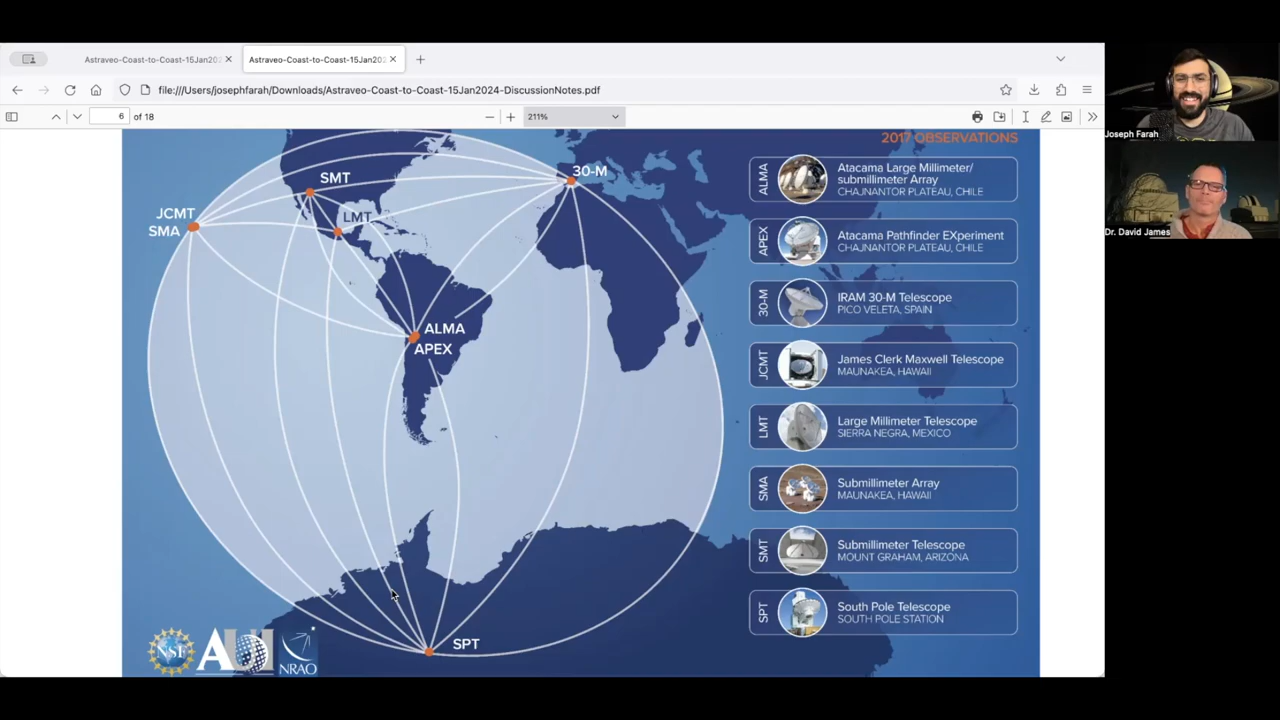 Astraveo-Coast-to-Coast-15Jan202
Astraveo-Coast-to-Coast-15Jan202
file:///Users/josephfarah/Downloads/Astraveo-Coast-to-Coast-15Jan2024-DiscussionNotes.pdf
6 of 18
211%
2017 OBSERVATIONS
SMT
30-M
JCMT
SMA
LMT
ALMA
APEX
SPT
ALMA
Atacama Large Millimeter/
submillimeter Array
CHAJNANTOR PLATEAU, CHILE
APEX
Atacama Pathfinder EXperiment
CHAJNANTOR PLATEAU, CHILE
30-M
IRAM 30-M Telescope
PICO VELETA, SPAIN
JCMT
James Clerk Maxwell Telescope
MAUNAKEA, HAWAII
LMT
Large Millimeter Telescope
SIERRA NEGRA, MEXICO
SMA
Submillimeter Array
MAUNAKEA, HAWAII
SMT
Submillimeter Telescope
MOUNT GRAHAM, ARIZONA
SPT
South Pole Telescope
SOUTH POLE STATION
NSF
AUI
NRAO
Joseph Farah
Dr. David James